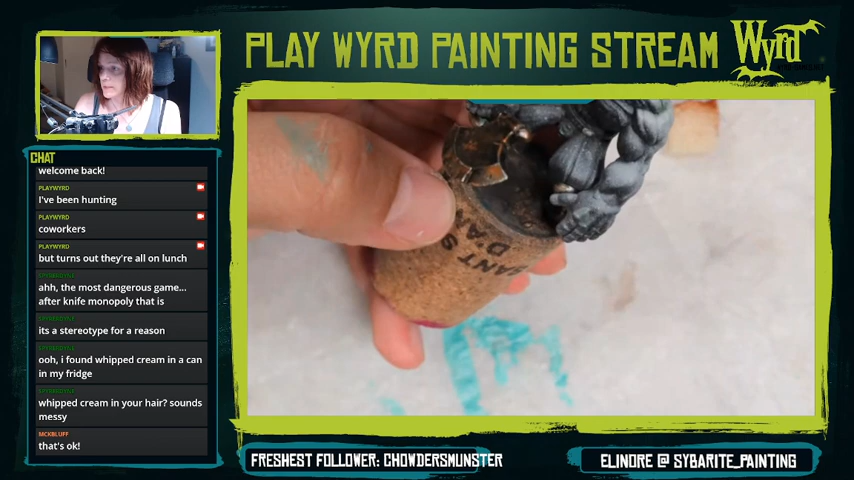 PLAY WYRD PAINTING STREAM
Wyrd
CHAT
welcome back!
PLAYWYRD
I've been hunting
PLAYWYRD
coworkers
PLAYWYRD
but turns out they're all on lunch
ahh, the most dangerous game...
after knife monopoly that is
its a stereotype for a reason
ooh, i found whipped cream in a can
in my fridge
whipped cream in your hair? sounds
messy
MCKBLUFF
that's ok!
D'A
FRESHEST FOLLOWER: CHOWDERSMUNSTER
ELINORE @ SYBARITE_PAINTING